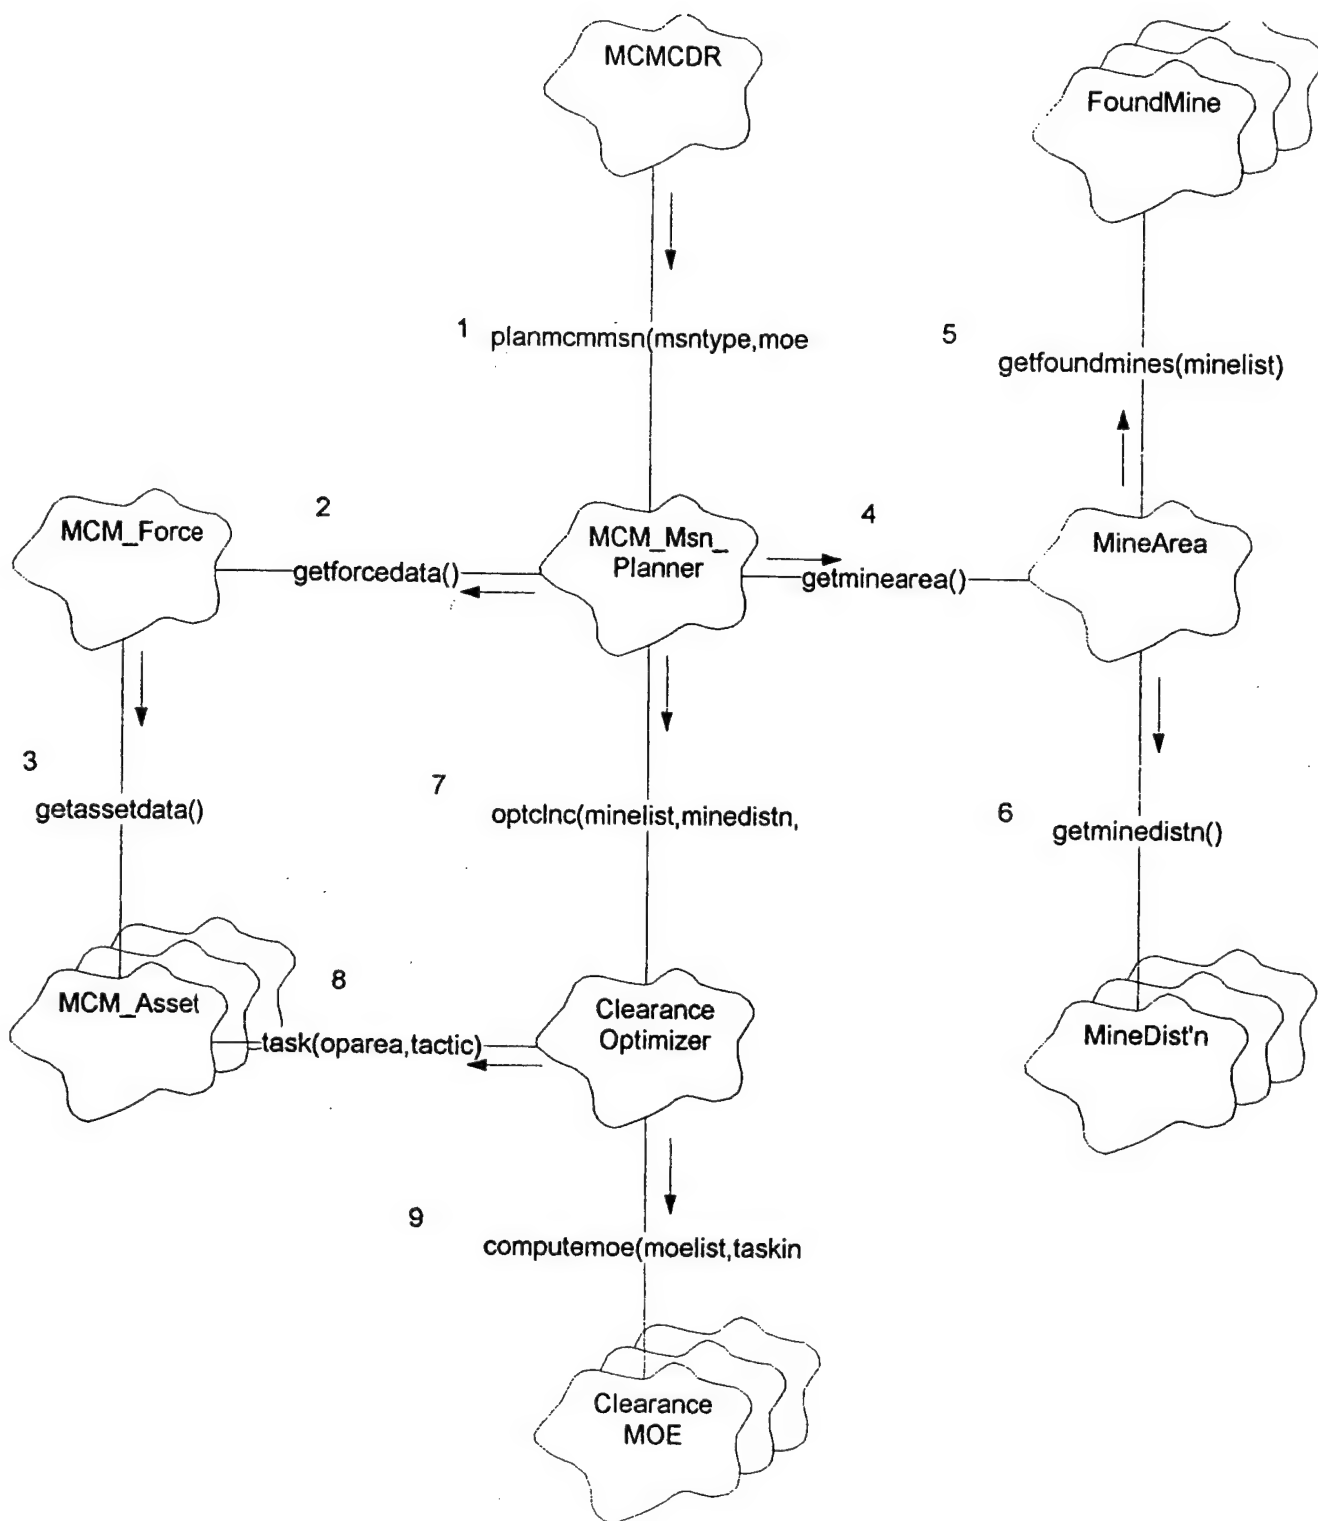 MCMCDR
FoundMine
1 planmcmmsn(msntype,moe
5
getfoundmines(minelist)
MCM_Force
2
getforcedata()
MCM_Msn_
Planner
4
getminearea()
MineArea
3
getassetdata()
7
optclnc(minelist,minedistn,
6
getminedistn()
MCM_Asset
8
task(oparea,tactic)
Clearance
Optimizer
MineDist'n
9
computemoe(moelist,taskin
Clearance
MOE